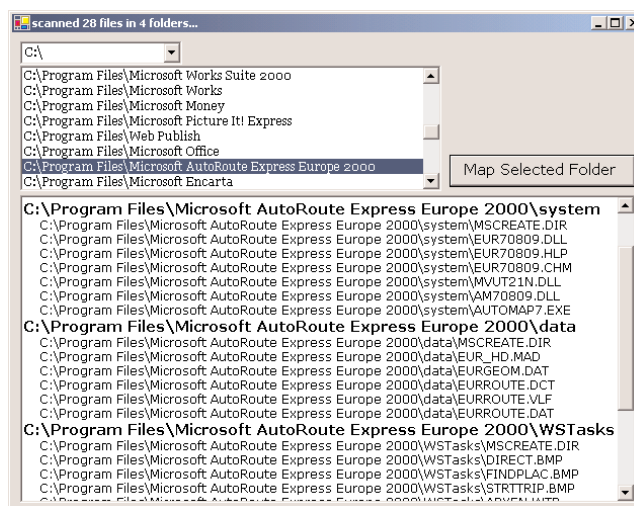 scanned 28 files in 4 folders...
C:\
C:\Program Files\Microsoft Works Suite 2000
C:\Program Files\Microsoft Works
C:\Program Files\Microsoft Money
C:\Program Files\Microsoft Picture It! Express
C:\Program Files\Web Publish
C:\Program Files\Microsoft Office
C:\Program Files\Microsoft AutoRoute Express Europe 2000
C:\Program Files\Microsoft Encarta
Map Selected Folder
C:\Program Files\Microsoft AutoRoute Express Europe 2000\system
C:\Program Files\Microsoft AutoRoute Express Europe 2000\system\MSCREATE.DIR
C:\Program Files\Microsoft AutoRoute Express Europe 2000\system\EUR70809.DLL
C:\Program Files\Microsoft AutoRoute Express Europe 2000\system\EUR70809.HLP
C:\Program Files\Microsoft AutoRoute Express Europe 2000\system\EUR70809.CHM
C:\Program Files\Microsoft AutoRoute Express Europe 2000\system\MVUT21N.DLL
C:\Program Files\Microsoft AutoRoute Express Europe 2000\system\AM70809.DLL
C:\Program Files\Microsoft AutoRoute Express Europe 2000\system\AUTOMAP7.EXE
C:\Program Files\Microsoft AutoRoute Express Europe 2000\data
C:\Program Files\Microsoft AutoRoute Express Europe 2000\data\MSCREATE.DIR
C:\Program Files\Microsoft AutoRoute Express Europe 2000\data\EUR_HD.MAD
C:\Program Files\Microsoft AutoRoute Express Europe 2000\data\EURGEOM.DAT
C:\Program Files\Microsoft AutoRoute Express Europe 2000\data\EURROUTE.DCT
C:\Program Files\Microsoft AutoRoute Express Europe 2000\data\EURROUTE.VLF
C:\Program Files\Microsoft AutoRoute Express Europe 2000\data\EURROUTE.DAT
C:\Program Files\Microsoft AutoRoute Express Europe 2000\WSTasks
C:\Program Files\Microsoft AutoRoute Express Europe 2000\WSTasks\MSCREATE.DIR
C:\Program Files\Microsoft AutoRoute Express Europe 2000\WSTasks\DIRECT.BMP
C:\Program Files\Microsoft AutoRoute Express Europe 2000\WSTasks\FINDPLAC.BMP
C:\Program Files\Microsoft AutoRoute Express Europe 2000\WSTasks\STRTTRIP.BMP